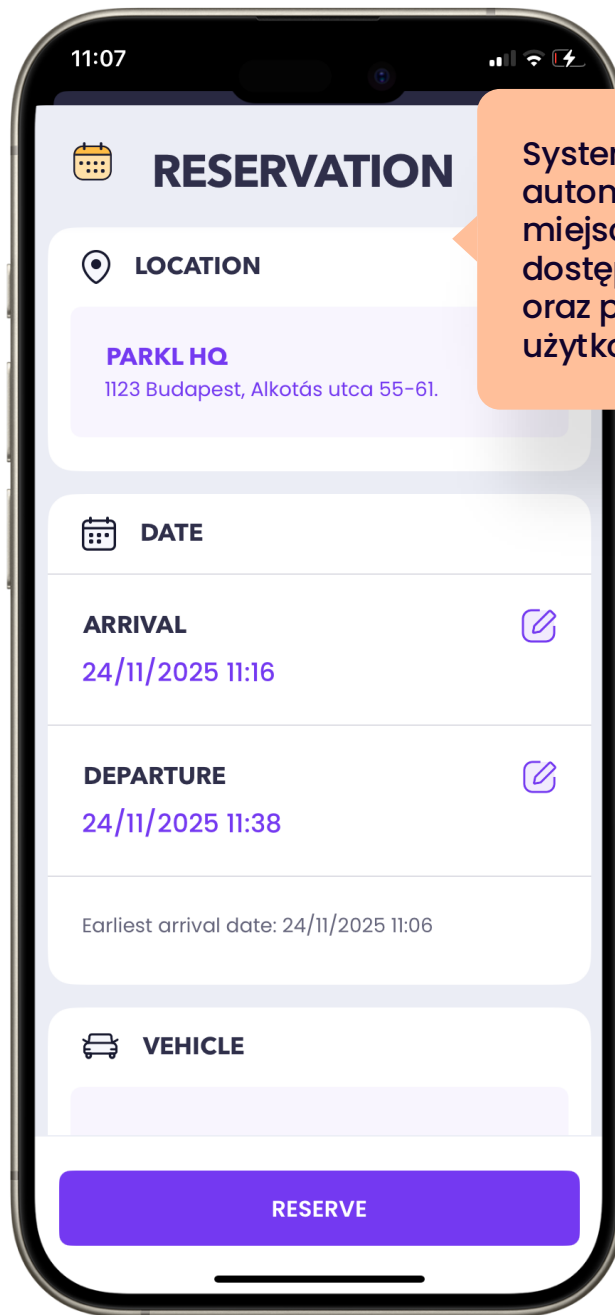 11:07
RESERVATION
LOCATION
PARKL HQ
1123 Budapest, Alkotás utca 55-61.
oraz
DATE
ARRIVAL
24/11/2025 11:16
DEPARTURE
24/11/2025 11:38
Earliest arrival date: 24/11/2025 11:06
VEHICLE
RESERVE